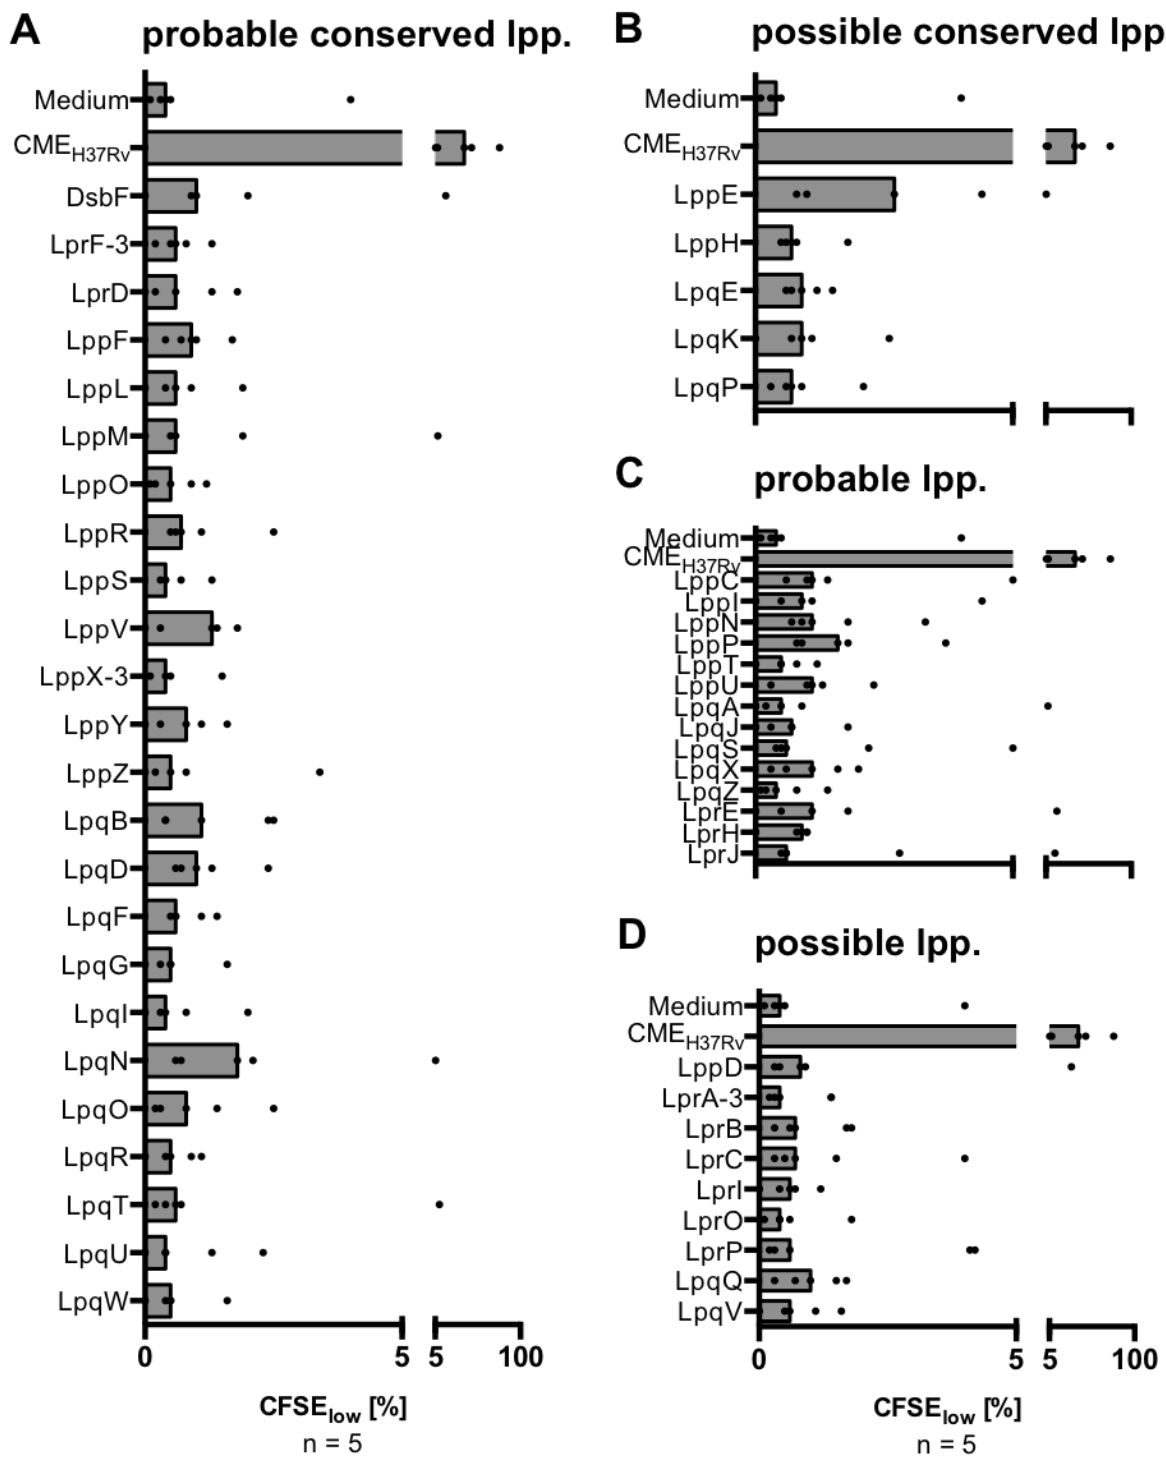 A
probable conserved lpp.
Medium
CMEH37Rv
DsbF
LprF-3
LprD
LppF
LppL
LppM
LppO
LppR
LppS
LppV
LppX-3
LppY
LppZ
LpqB
LpqD
LpqF
LpqG
LpqI
LpqN
LpqO
LpqR
LpqT
LpqU
LpqW
0 5 5 100
CFSElow [%]
n = 5
B
possible conserved lpp
Medium
CMEH37Rv
LppE
LppH
LpqE
LpqK
LpqP
C
probable lpp.
Medium
CMEH37Rv
LppC
LppI
LppN
LppP
LppT
LppU
LpqA
LpqJ
LpqS
LpqX
LpqZ
LprE
LprH
LprJ
D
possible lpp.
Medium
CMEH37Rv
LppD
LprA-3
LprB
LprC
LprI
LprO
LprP
LpqQ
LpqV
0 5 5 100
CFSElow [%]
n = 5